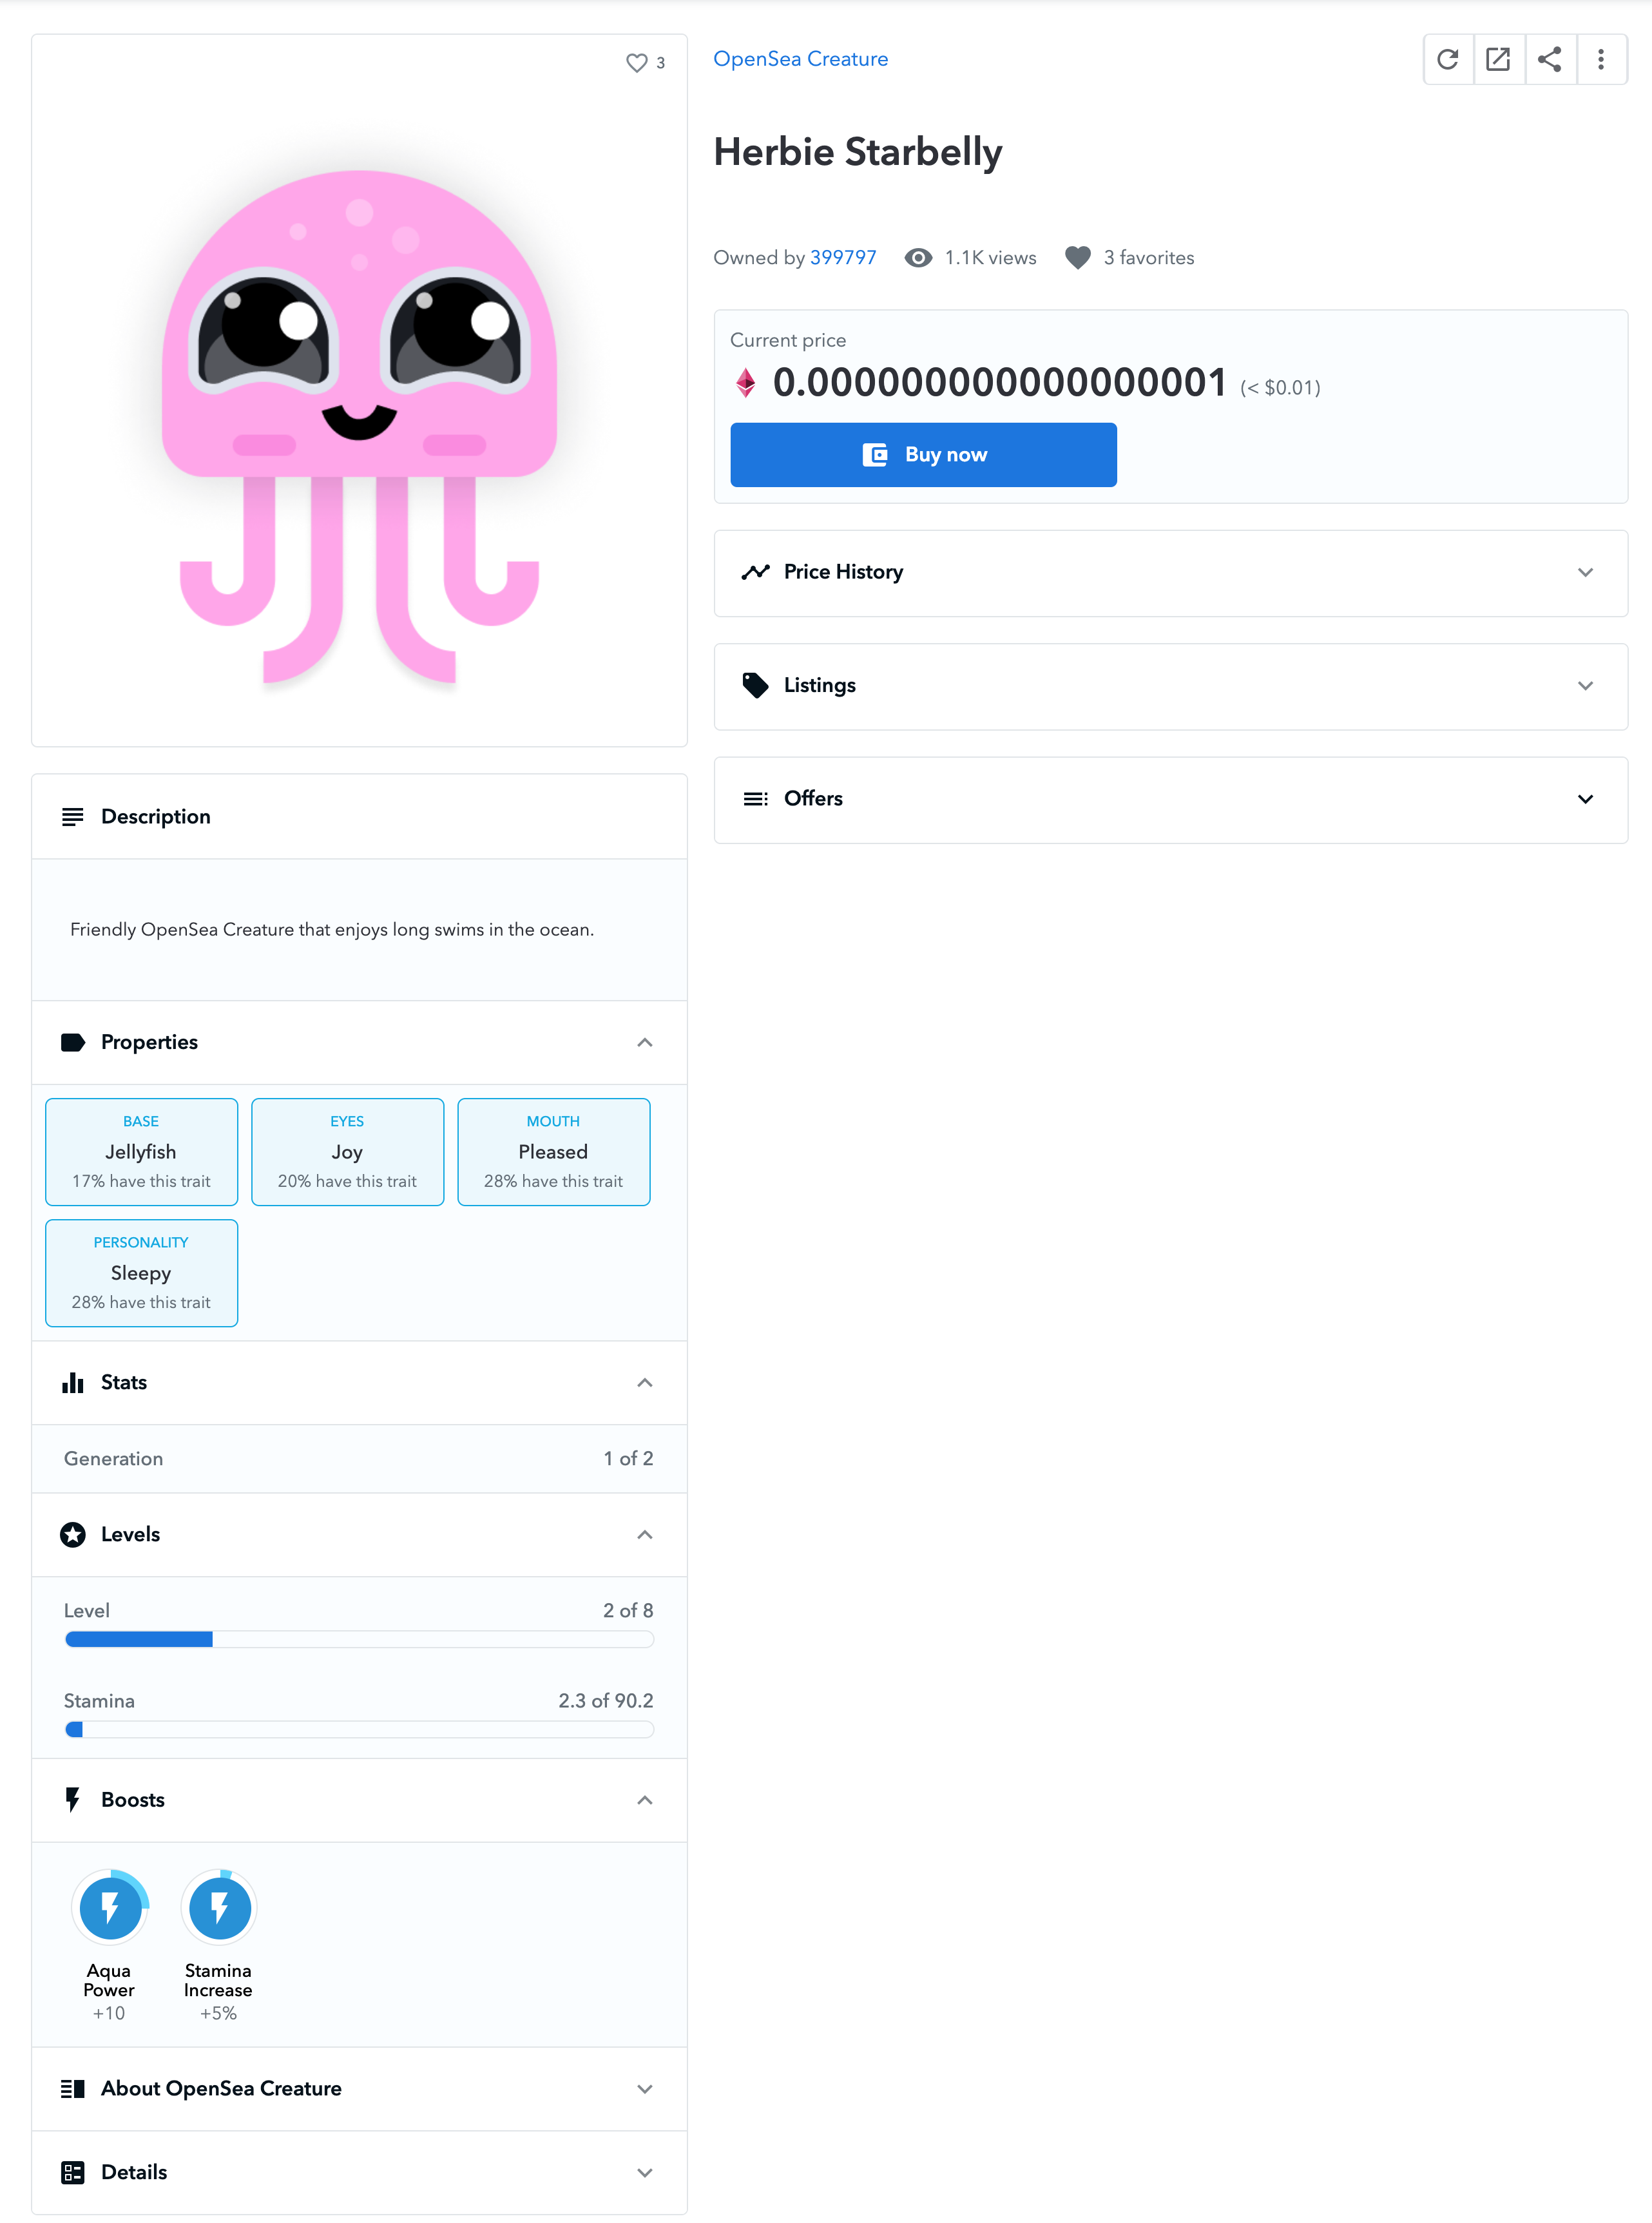 3
OpenSea Creature
Herbie Starbelly
Owned by 399797 1.1K views 3 favorites
Current price
0.000000000000000001 (< $0.01)
Buy now
Price History
Listings
Offers
Description
Friendly OpenSea Creature that enjoys long swims in the ocean.
Properties
BASE
Jellyfish
17% have this trait
EYES
Joy
20% have this trait
MOUTH
Pleased
28% have this trait
PERSONALITY
Sleepy
28% have this trait
Stats
Generation 1 of 2
Levels
Level 2 of 8
Stamina 2.3 of 90.2
Boosts
Aqua
Power
+10
Stamina
Increase
+5%
About OpenSea Creature
Details